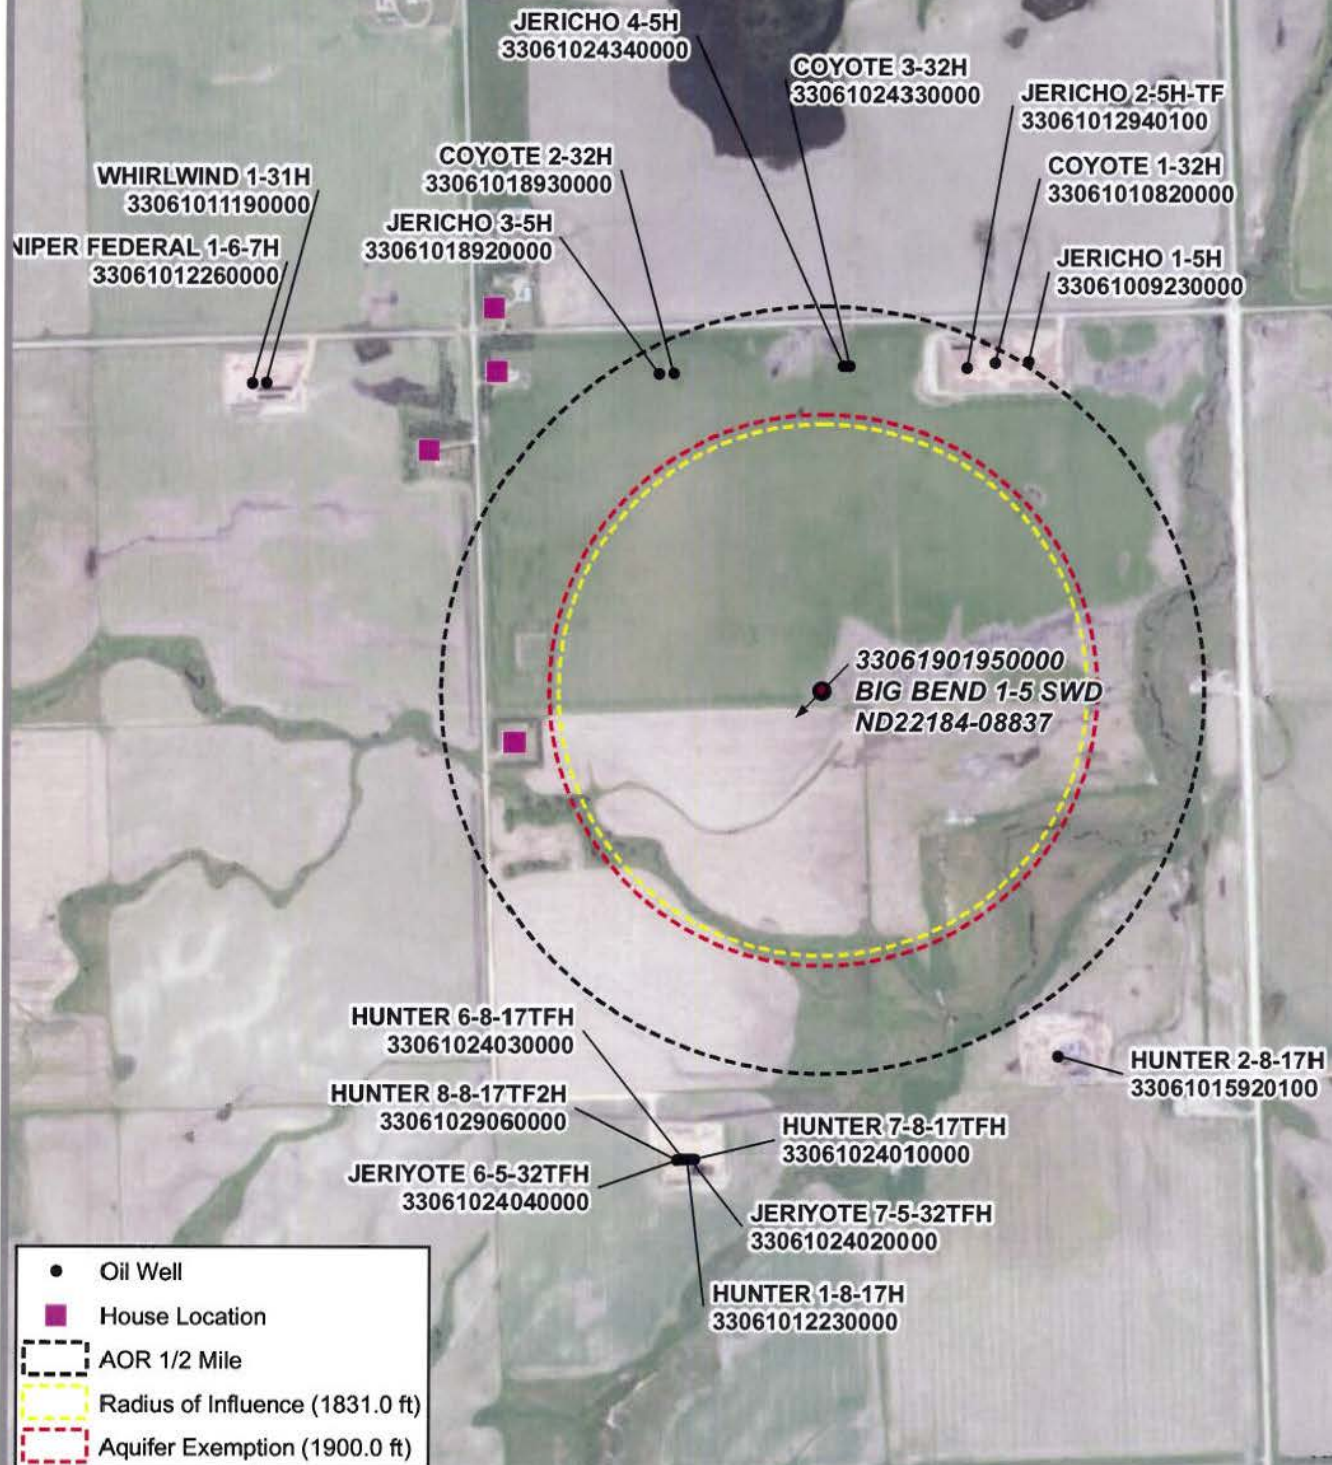 JERICHO 4-5H
33061024340000
COYOTE 3-32H
33061024330000
JERICHO 2-5H-TF
33061012940100
COYOTE 2-32H
33061018930000
COYOTE 1-32H
33061010820000
WHIRLWIND 1-31H
33061011190000
JERICHO 3-5H
33061018920000
NIPER FEDERAL 1-6-7H
33061012260000
JERICHO 1-5H
33061009230000
33061901950000
BIG BEND 1-5 SWD
ND22184-08837
HUNTER 6-8-17TFH
33061024030000
HUNTER 2-8-17H
33061015920100
HUNTER 8-8-17TF2H
33061029060000
HUNTER 7-8-17TFH
33061024010000
JERIYOTE 6-5-32TFH
33061024040000
JERIYOTE 7-5-32TFH
33061024020000
HUNTER 1-8-17H
33061012230000
Oil Well
House Location
AOR 1/2 Mile
Radius of Influence (1831.0 ft)
Aquifer Exemption (1900.0 ft)